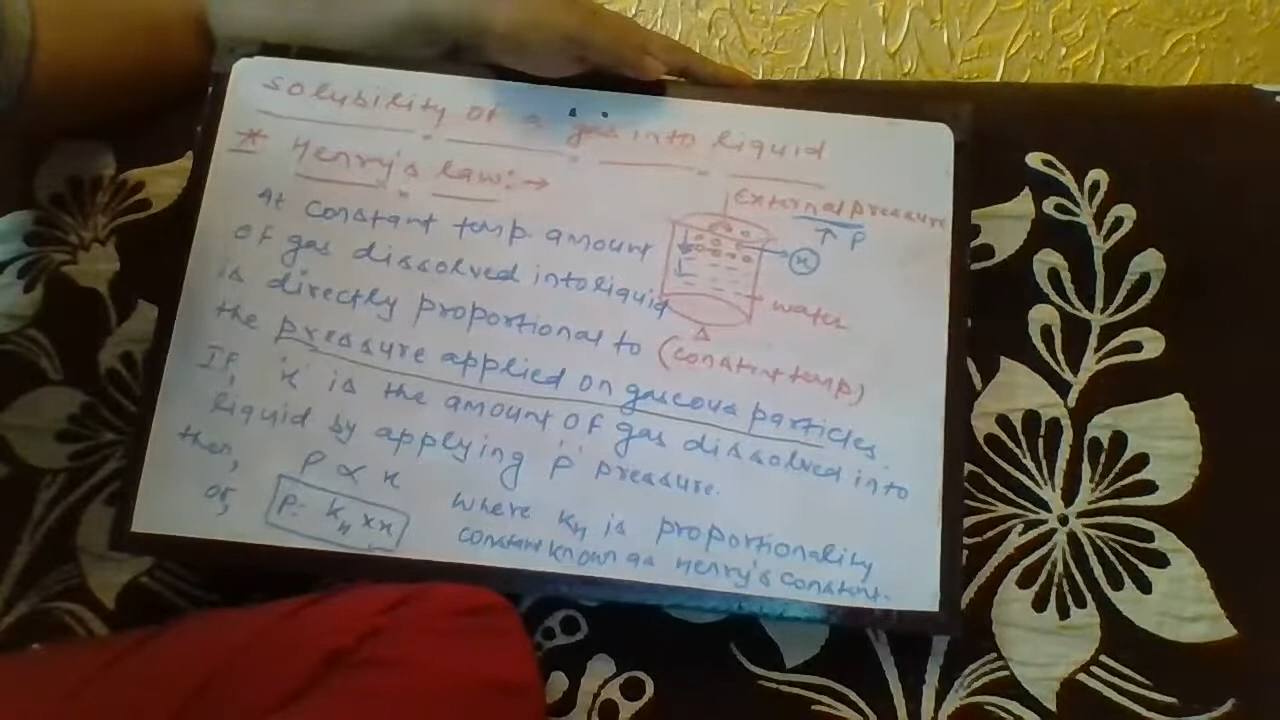 Solubility of a gas into liquid
* Henry's law:→
External pressure
↑ P
At constant temp. amount
x
of gas dissolved into liquid
water
is directly proportional to (constant temp)
the pressure applied on gaseous particles
If, 'x' is the amount of gas dissolved into
liquid by applying 'p' pressure.
then, P ∝ x
or, P = KH × x
where KH is proportionality
constant known as Henry's constant.